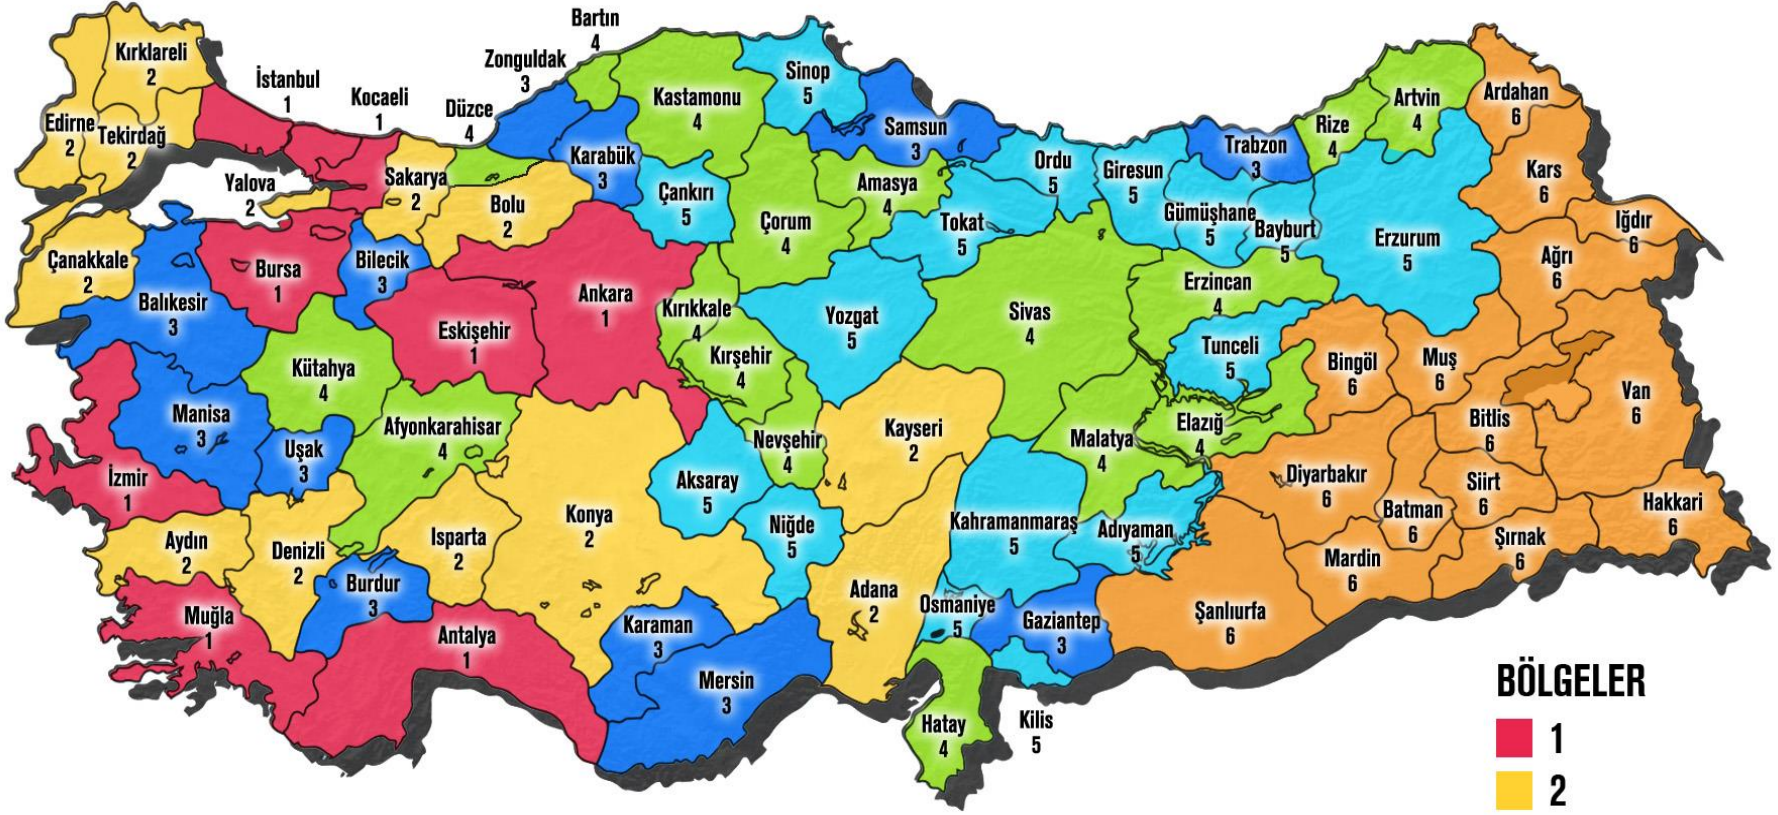 Bartın
4
Zonguldak
3
Kırklareli
2
İstanbul
1
Kocaeli
1
Düzce
4
Kastamonu
4
Sinop
5
Samsun
3
Edirne
2
Tekirdağ
2
Yalova
2
Sakarya
2
Bolu
2
Karabük
3
Çankırı
5
Çorum
4
Amasya
4
Tokat
5
Ordu
5
Giresun
5
Gümüşhane
5
Bayburt
5
Trabzon
3
Rize
4
Artvin
4
Ardahan
6
Kars
6
Iğdır
6
Ağrı
6
Erzurum
5
Erzincan
4
Çanakkale
2
Balıkesir
3
Bursa
1
Bilecik
3
Eskişehir
1
Ankara
1
Kırıkkale
4
Kırşehir
4
Yozgat
5
Sivas
4
Tunceli
5
Bingöl
6
Muş
6
Van
6
Bitlis
6
Kütahya
4
Manisa
3
Uşak
3
Afyonkarahisar
4
Nevşehir
4
Kayseri
2
Malatya
4
Elazığ
4
Diyarbakır
6
Batman
6
Siirt
6
Hakkari
6
Şırnak
6
Mardin
6
İzmir
1
Aydın
2
Denizli
2
Isparta
2
Konya
2
Aksaray
5
Niğde
5
Kahramanmaraş
5
Adıyaman
5
Şanlıurfa
6
Muğla
1
Burdur
3
Antalya
1
Karaman
3
Mersin
3
Adana
2
Osmaniye
5
Gaziantep
3
Hatay
4
Kilis
5
BÖLGELER
1
2